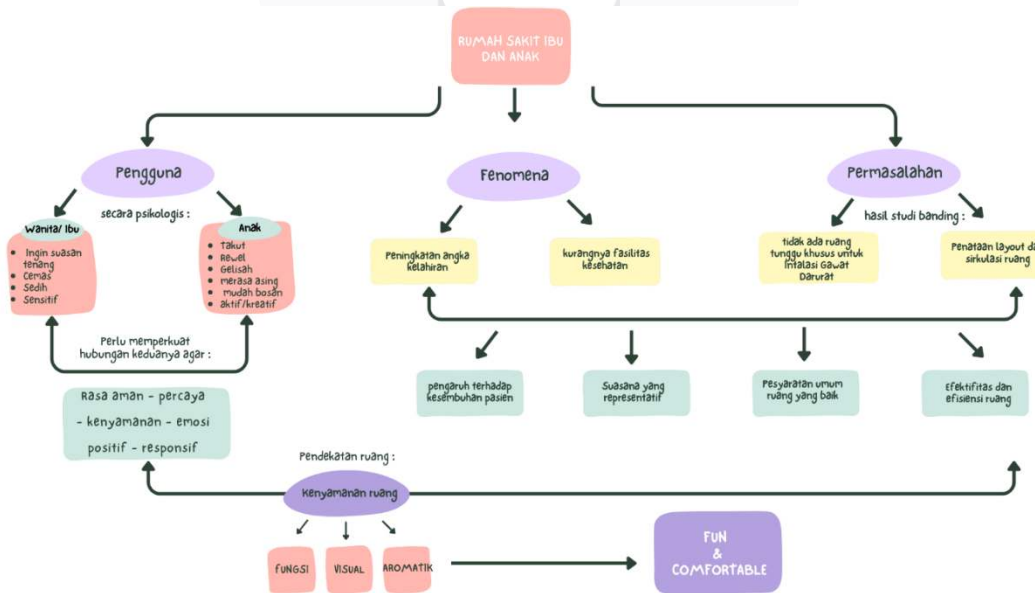 RUMAH SAKIT IBU
DAN ANAK
Pengguna
secara psikologis :
Wanita/ Ibu
• Ingin suasan
tenang
• Cemas
• Sedih
• Sensitif
Anak
• Takut
• Rewel
• Gelisah
• merasa asing
• mudah bosan
• aktif/kreatif
Perlu memperkuat
hubungan keduanya agar :
Rasa aman - percaya
- kenyamanan - emosi
positif - responsif
Fenomena
Peningkatan angka
kelahiran
kurangnya fasilitas
kesehatan
Permasalahan
hasil studi banding :
tidak ada ruang
tunggu khusus untuk
Intalasi Gawat
Darurat
Penataan layout da
sirkulasi ruang
pengaruh terhadap
kesembuhan pasien
Suasana yang
representatif
Pesyaratan umum
ruang yang baik
Efektifitas dan
efisiensi ruang
Pendekatan ruang :
Kenyamanan ruang
FUNGSI
VISUAL
AROMATIK
FUN
&
COMFORTABLE